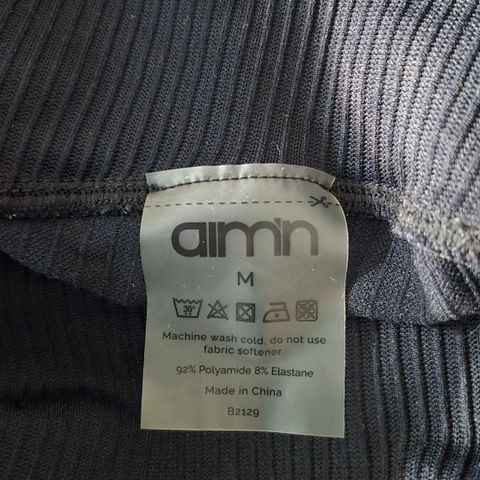 aim'n
M
30°
Machine wash cold, do not use
fabric softener.
92% Polyamide 8% Elastane
Made in China
B2129